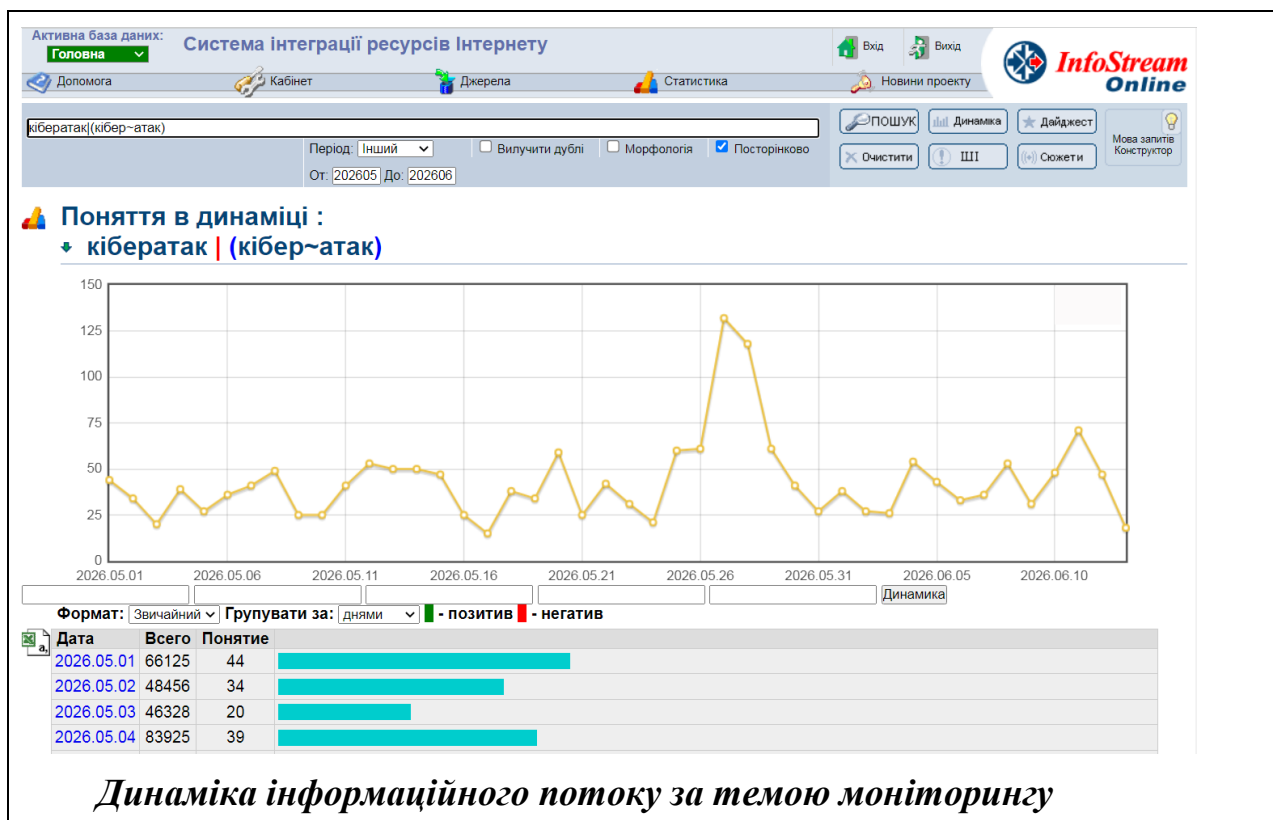 Активна база даних:
Головна
Система інтеграції ресурсів Інтернету
Вхід Вихід
InfoStream
Online
Допомога Кабінет Джерела Статистика Новини проекту
кібератак|(кібер~атак)
ПОШУК Динаміка Дайджест
Період: Інший Вилучити дублі Морфологія Посторінково
Мова запитів
Конструктор
Очистити ШІ Сюжети
От: 202605 До: 202606
Поняття в динаміці :
кібератак | (кібер~атак)
150
125
100
75
50
25
0
2026.05.01 2026.05.06 2026.05.11 2026.05.16 2026.05.21 2026.05.26 2026.05.31 2026.06.05 2026.06.10
Динамика
Формат: Звичайний Групувати за: днями - позитив - негатив
Дата Всего Понятие
2026.05.01 66125 44
2026.05.02 48456 34
2026.05.03 46328 20
2026.05.04 83925 39
Динаміка інформаційного потоку за темою моніторингу